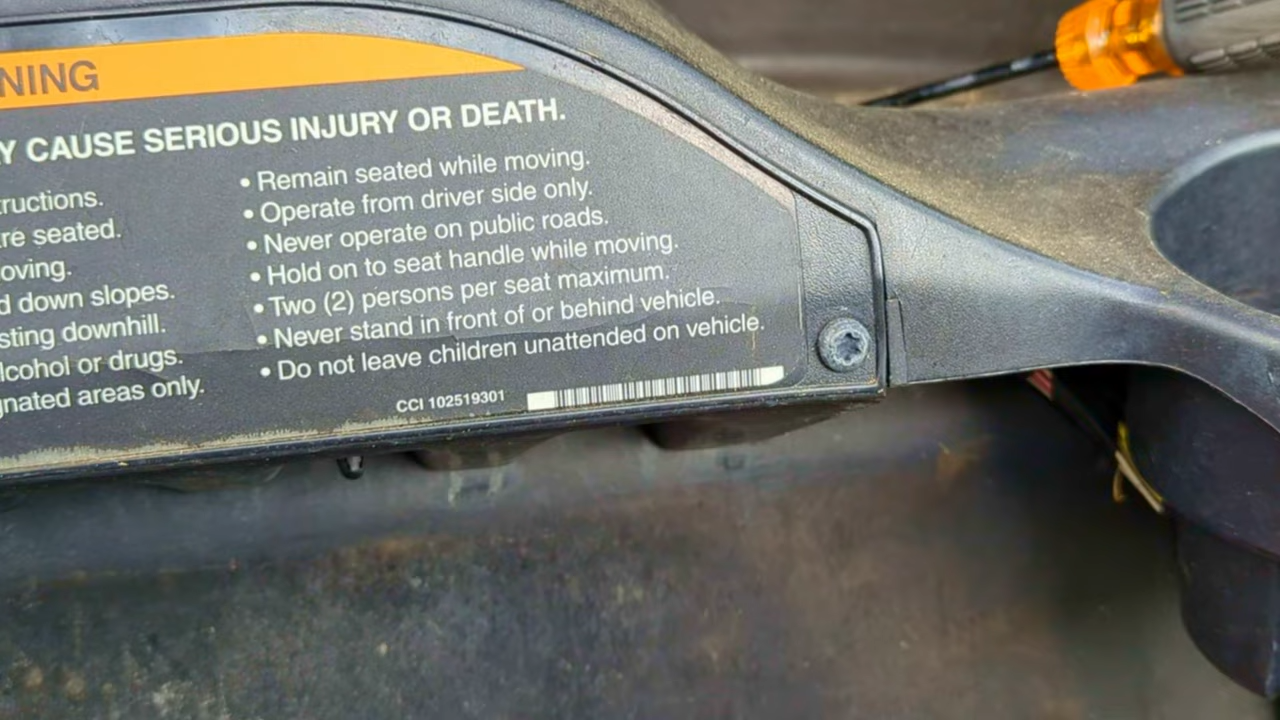 NING
CAUSE SERIOUS INJURY OR DEATH.
ructions.
re seated.
oving.
d down slopes.
sting downhill.
lcohol or drugs.
gnated areas only.
• Remain seated while moving.
• Operate from driver side only.
• Never operate on public roads.
• Hold on to seat handle while moving.
• Two (2) persons per seat maximum.
• Never stand in front of or behind vehicle.
• Do not leave children unattended on vehicle.
CCI 102519301